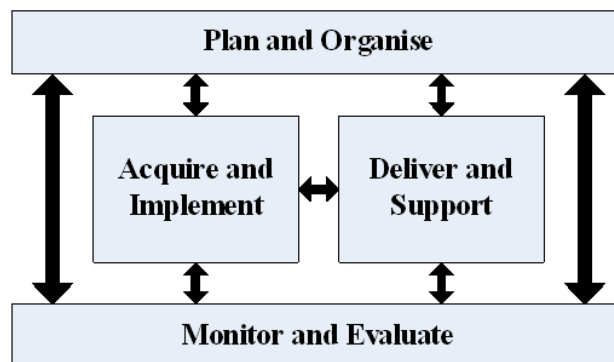 Plan and Organise
Acquire and
Implement
Deliver and
Support
Monitor and Evaluate